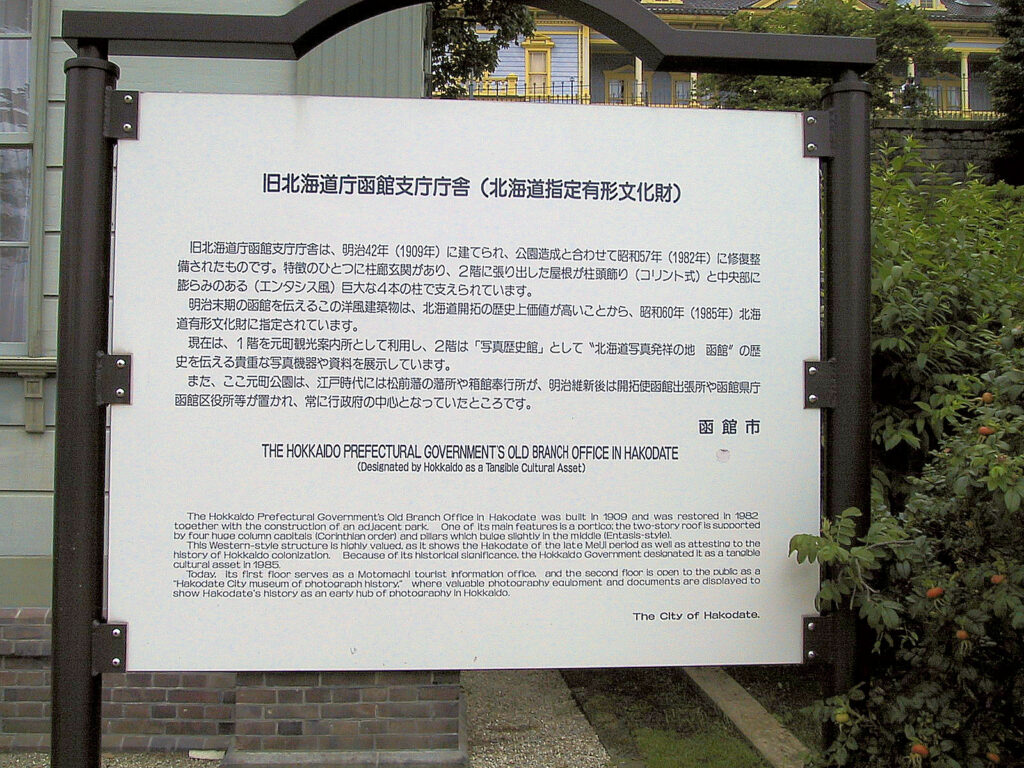 旧北海道庁函館支庁庁舎（北海道指定有形文化財）
旧北海道庁函館支庁庁舎は、明治42年（1909年）に建てられ、公園造成と合わせて昭和57年（1982年）に修復整
備されたものです。特徴のひとつに柱廊玄関があり、２階に張り出した屋根が柱頭飾り（コリント式）と中央部に
膨らみのある（エンタシス風）巨大な４本の柱で支えられています。
明治末期の函館を伝えるこの洋風建築物は、北海道開拓の歴史上価値が高いことから、昭和60年（1985年）北海
道有形文化財に指定されています。
現在は、１階を元町観光案内所として利用し、２階は「写真歴史館」として〝北海道写真発祥の地　函館〟の歴
史を伝える貴重な写真機器や資料を展示しています。
また、ここ元町公園は、江戸時代には松前藩の藩所や箱館奉行所が、明治維新後は開拓使函館出張所や函館県庁
函館区役所等が置かれ、常に行政府の中心となっていたところです。
函館市
THE HOKKAIDO PREFECTURAL GOVERNMENT'S OLD BRANCH OFFICE IN HAKODATE
(Designated by Hokkaido as a Tangible Cultural Asset)
The Hokkaido Prefectural Government's Old Branch Office in Hakodate was built in 1909 and was restored in 1982
together with the construction of an adjacent park. One of its main features is a portico; the two-story roof is supported
by four huge column capitals (Corinthian order) and pillars which bulge slightly in the middle (Entasis-style).
This Western-style structure is highly valued, as it shows the Hakodate of the late Meiji period as well as attesting to the
history of Hokkaido colonization. Because of its historical significance, the Hokkaido Government designated it as a tangible
cultural asset in 1985.
Today, its first floor serves as a Motomachi tourist information office, and the second floor is open to the public as a
"Hakodate City museum of photograph history," where valuable photography equipment and documents are displayed to
show Hakodate's history as an early hub of photography in Hokkaido.
The City of Hakodate.